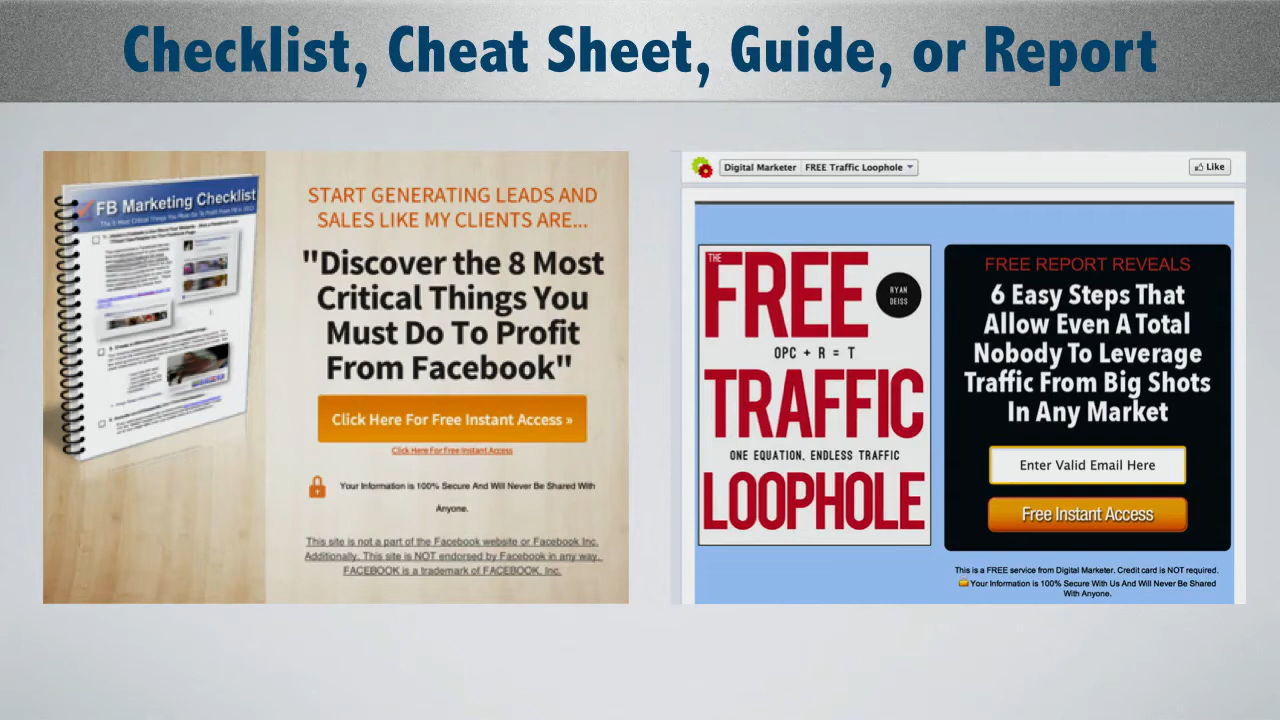 Checklist, Cheat Sheet, Guide, or Report
FB Marketing Checklist
START GENERATING LEADS AND
SALES LIKE MY CLIENTS ARE...
"Discover the 8 Most
Critical Things You
Must Do To Profit
From Facebook"
Click Here For Free Instant Access »
Click Here For Free Instant Access
Your Information is 100% Secure And Will Never Be Shared With
Anyone.
This site is not a part of the Facebook website or Facebook Inc.
Additionally, This site is NOT endorsed by Facebook in any way.
FACEBOOK is a trademark of FACEBOOK, Inc.
Digital Marketer FREE Traffic Loophole
Like
THE
FREE
RYAN
DEISS
OPC + R = T
TRAFFIC
ONE EQUATION, ENDLESS TRAFFIC
LOOPHOLE
FREE REPORT REVEALS
6 Easy Steps That
Allow Even A Total
Nobody To Leverage
Traffic From Big Shots
In Any Market
Enter Valid Email Here
Free Instant Access
This is a FREE service from Digital Marketer. Credit card is NOT required.
Your Information is 100% Secure With Us And Will Never Be Shared
With Anyone.